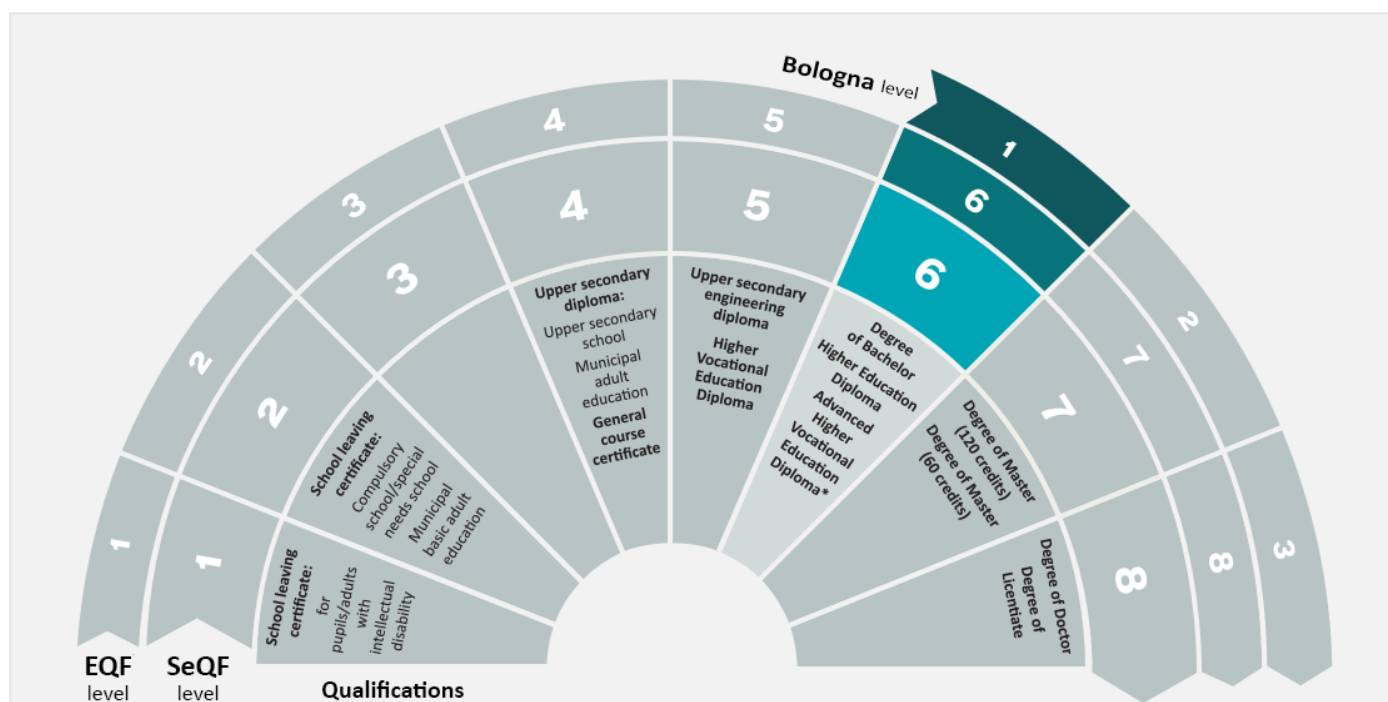 Bologna level
1
2
3
1
2
3
4
5
6
7
8
1
2
3
4
5
6
7
8
School leaving
certificate:
for
pupils/adults
with
intellectual
disability
School leaving
certificate:
Compulsory
school/special
needs school
Municipal
basic adult
education
Upper secondary
diploma:
Upper secondary
school
Municipal
adult
education
General
course
certificate
Upper secondary
engineering
diploma
Higher
Vocational
Education
Diploma
Degree
of Bachelor
Higher Education
Diploma
Advanced
Higher
Vocational
Education
Diploma*
Degree of Master
(120 credits)
Degree of Master
(60 credits)
Degree of Doctor
Degree of
Licentiate
EQF
level
SeQF
level
Qualifications